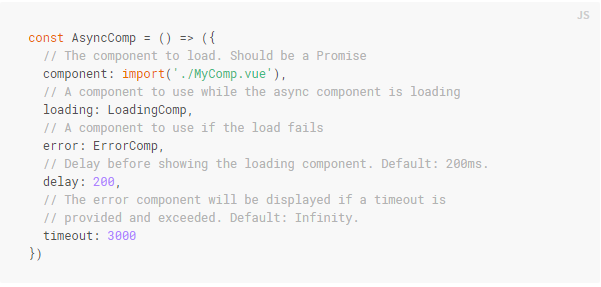 JS
const AsyncComp = () => ({
  // The component to load. Should be a Promise
  component: import('./MyComp.vue'),
  // A component to use while the async component is loading
  loading: LoadingComp,
  // A component to use if the load fails
  error: ErrorComp,
  // Delay before showing the loading component. Default: 200ms.
  delay: 200,
  // The error component will be displayed if a timeout is
  // provided and exceeded. Default: Infinity.
  timeout: 3000
})